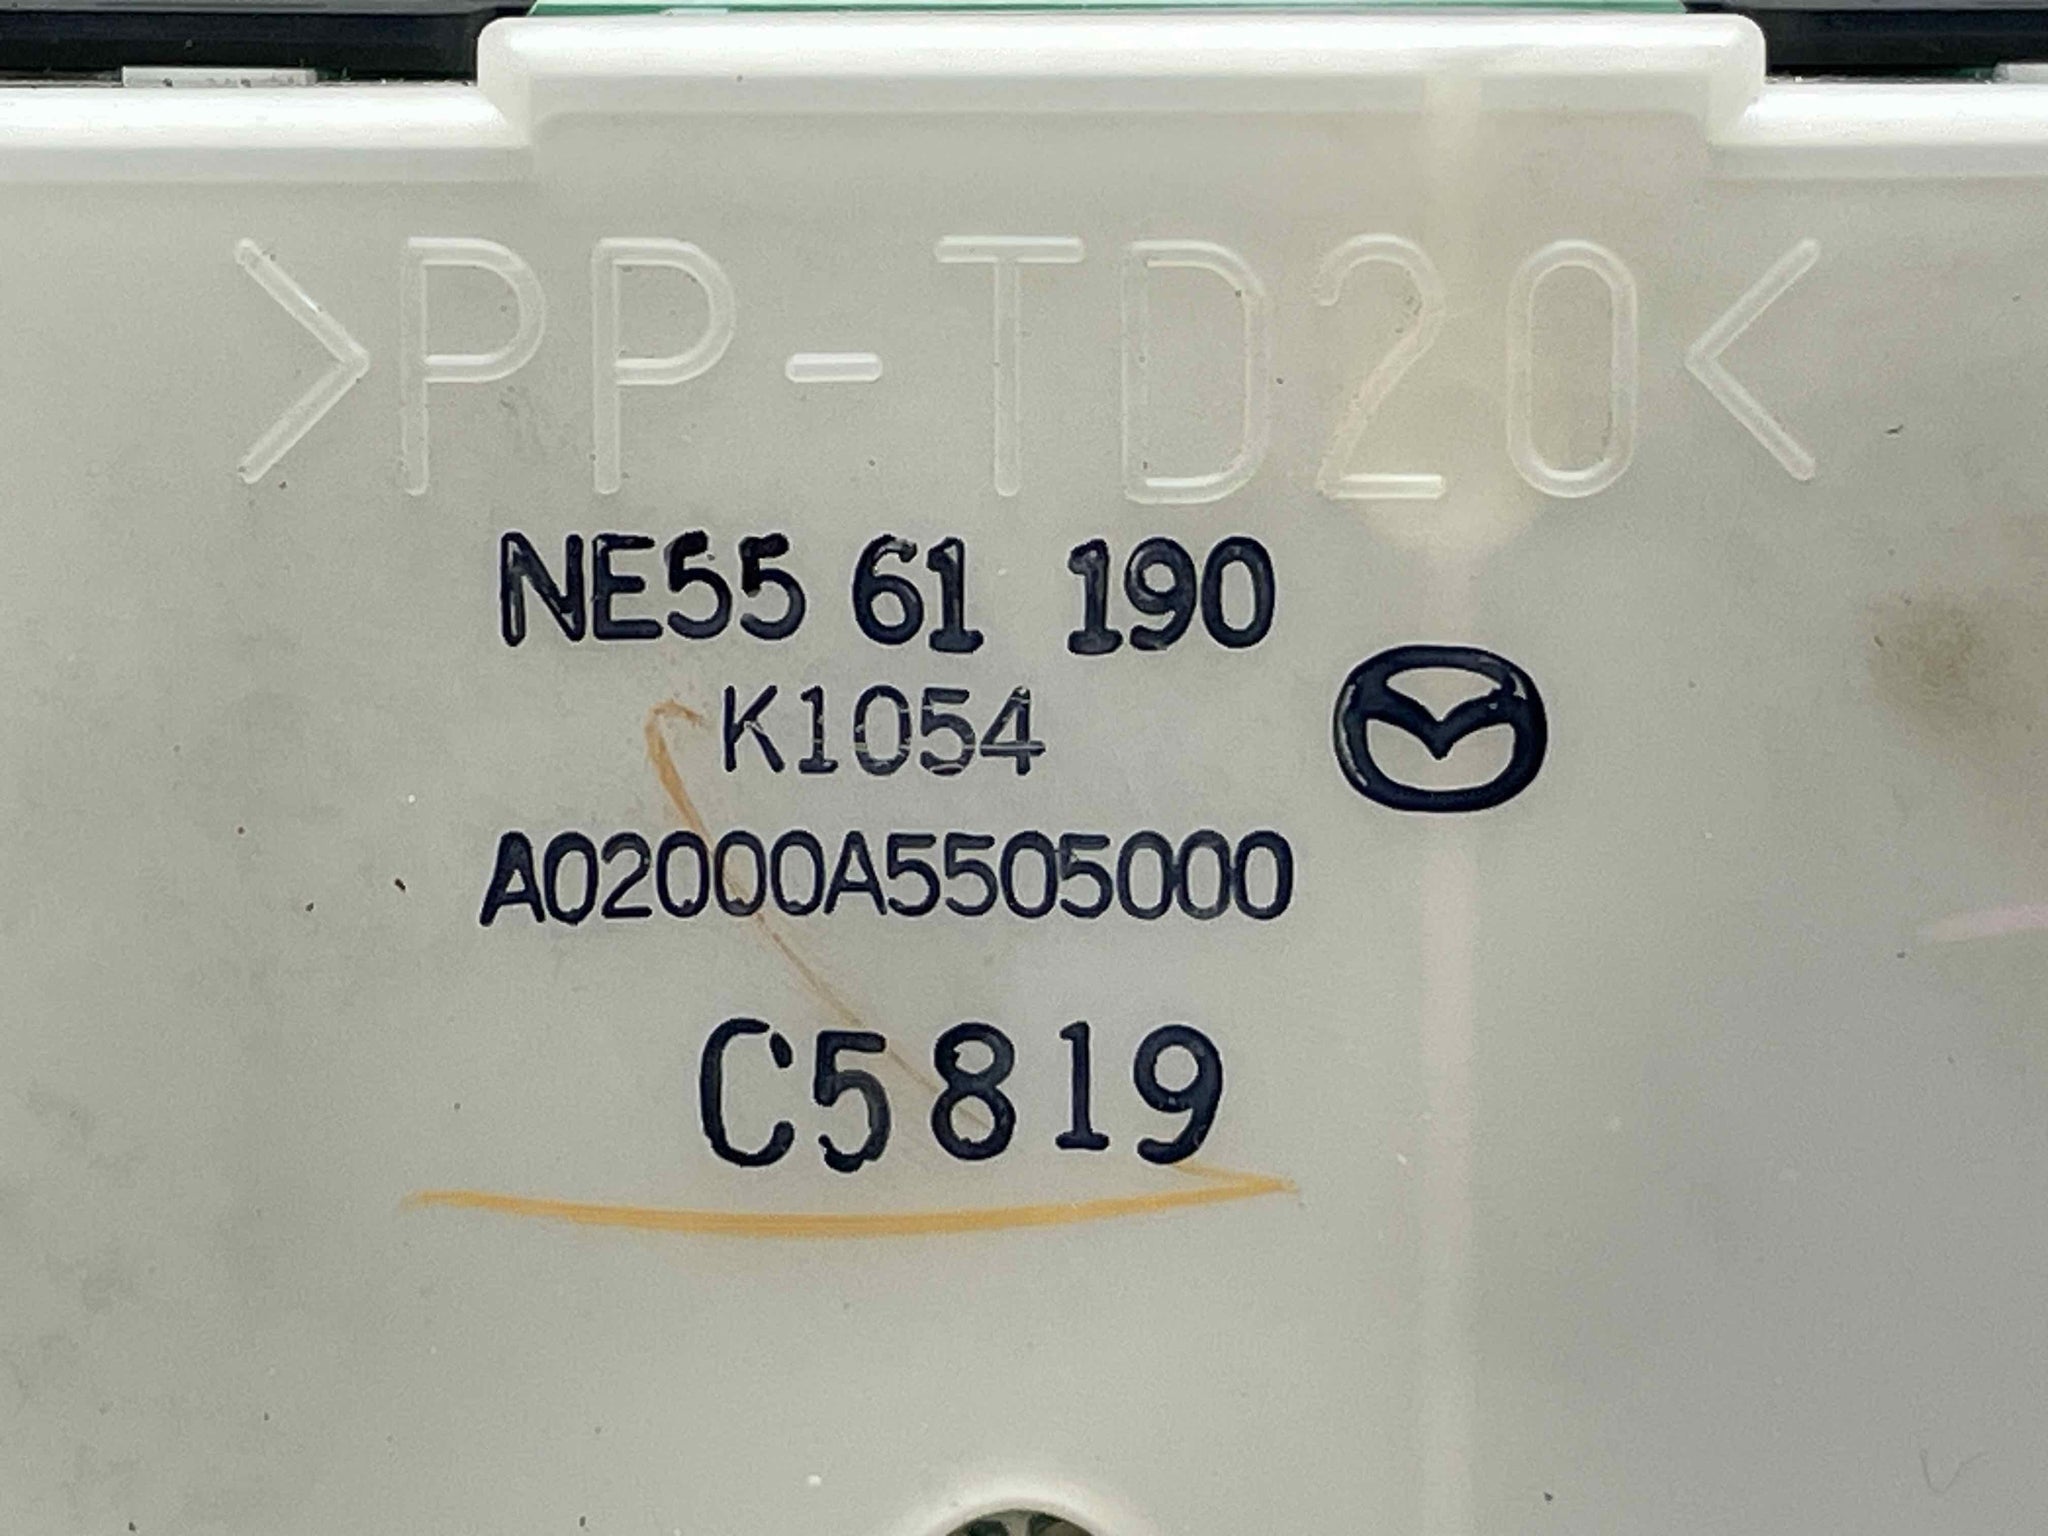 >PP-TD20<
NE55 61 190
K1054
A02000A5505000
C5819